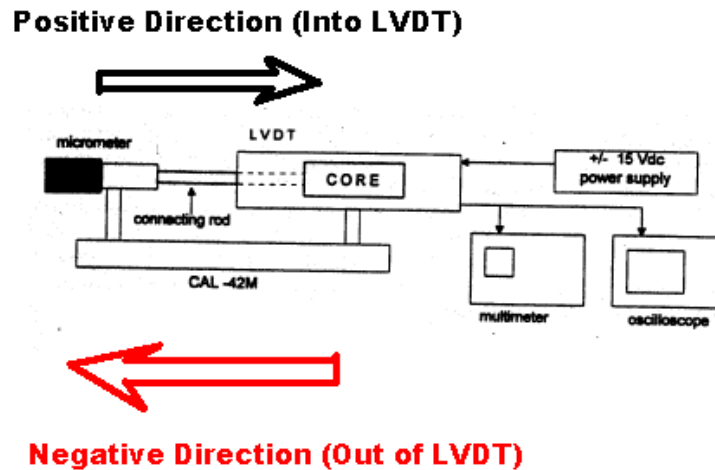 Positive Direction (Into LVDT)
micrometer
LVDT
CORE
+/- 15 Vdc
power supply
connecting rod
CAL -42M
multimeter
oscilloscope
Negative Direction (Out of LVDT)